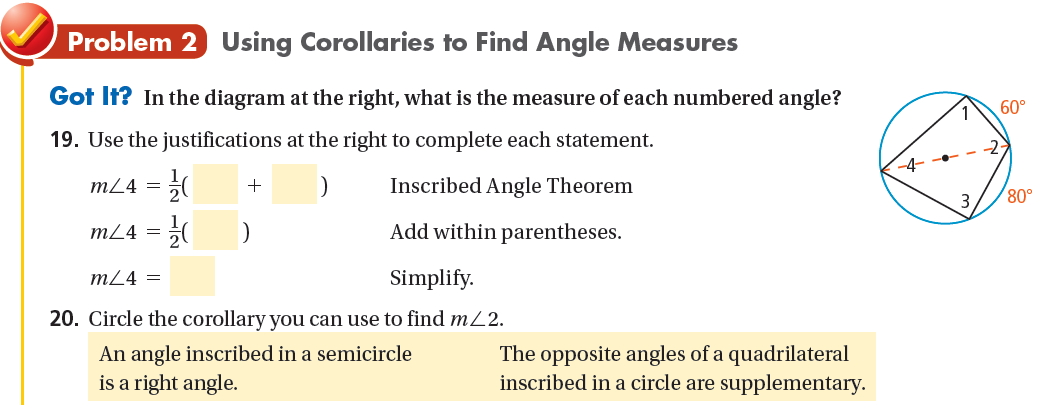 Problem 2 Using Corollaries to Find Angle Measures
Got It? In the diagram at the right, what is the measure of each numbered angle?
19. Use the justifications at the right to complete each statement.
m∠4 = 1/2( + ) Inscribed Angle Theorem
m∠4 = 1/2( ) Add within parentheses.
m∠4 = Simplify.
1
60°
2
4
3
80°
20. Circle the corollary you can use to find m∠2.
An angle inscribed in a semicircle
is a right angle.
The opposite angles of a quadrilateral
inscribed in a circle are supplementary.